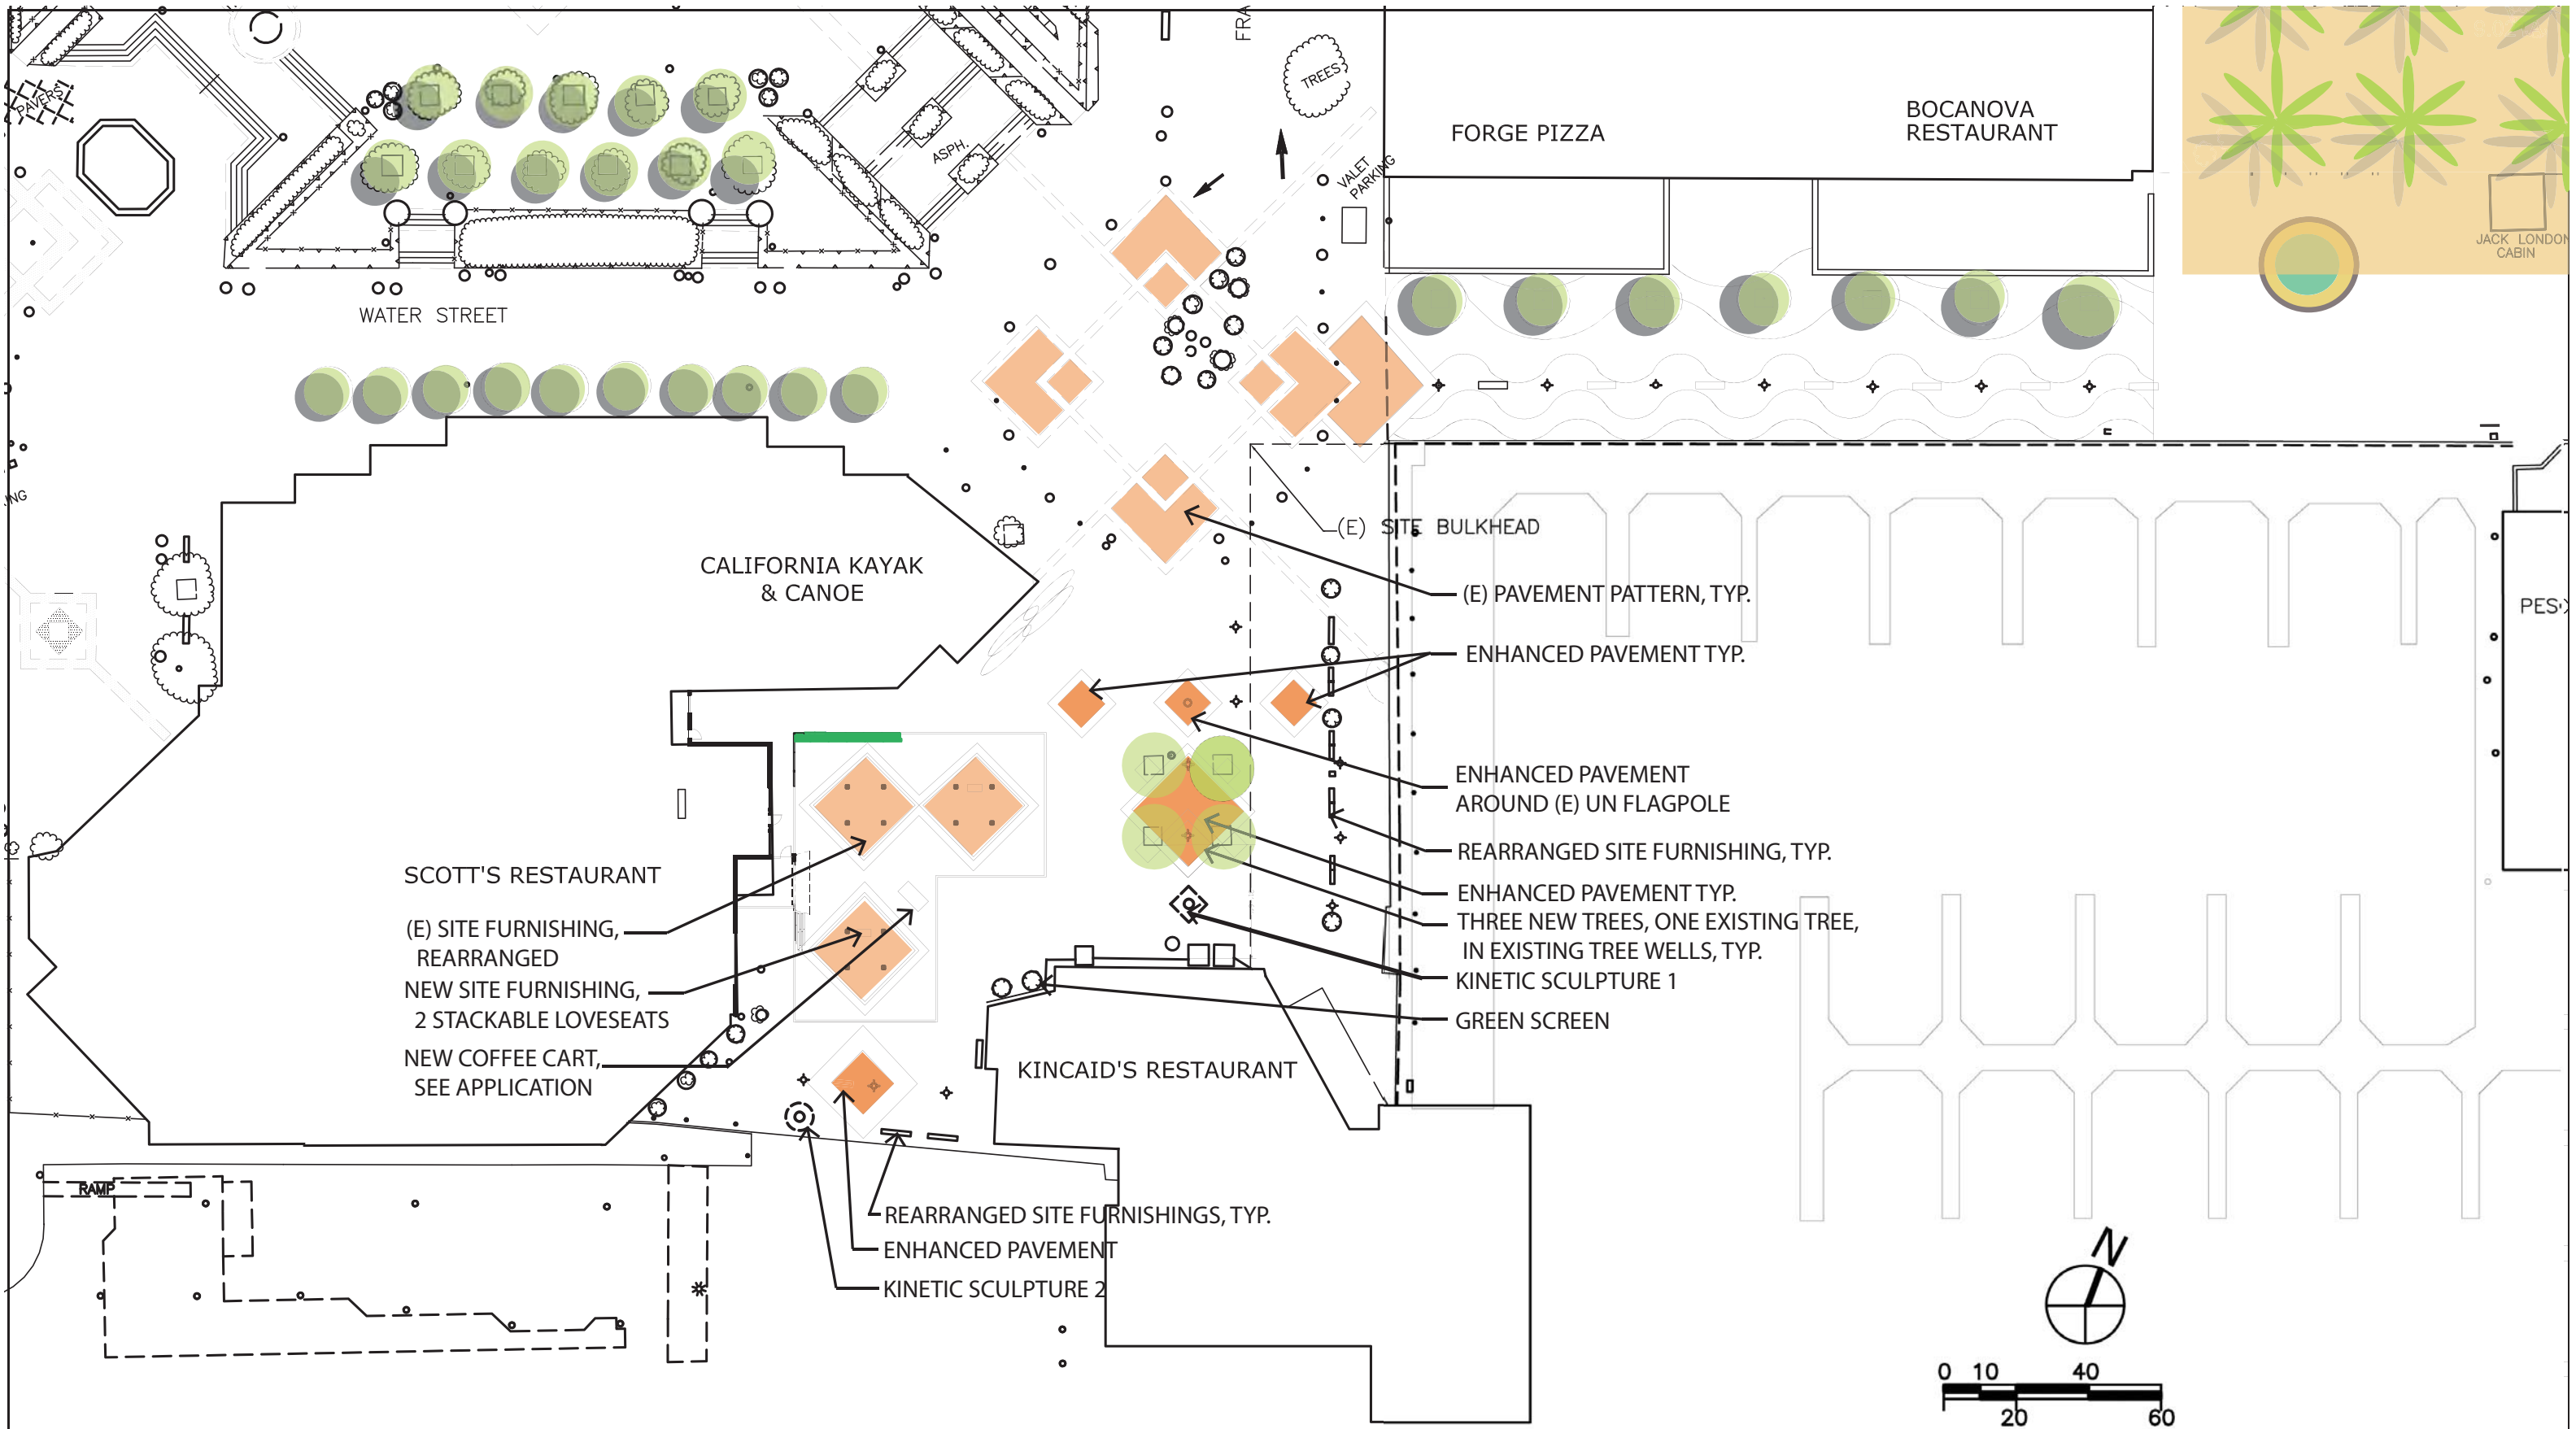 FRA
TREES
PAVERS
ASPH.
VALET
PARKING
FORGE PIZZA
BOCANOVA
RESTAURANT
JACK LONDON
CABIN
WATER STREET
(E) SITE BULKHEAD
CALIFORNIA KAYAK
& CANOE
(E) PAVEMENT PATTERN, TYP.
ENHANCED PAVEMENT TYP.
ENHANCED PAVEMENT
AROUND (E) UN FLAGPOLE
REARRANGED SITE FURNISHING, TYP.
ENHANCED PAVEMENT TYP.
THREE NEW TREES, ONE EXISTING TREE,
IN EXISTING TREE WELLS, TYP.
KINETIC SCULPTURE 1
GREEN SCREEN
SCOTT'S RESTAURANT
(E) SITE FURNISHING,
REARRANGED
NEW SITE FURNISHING,
2 STACKABLE LOVESEATS
NEW COFFEE CART,
SEE APPLICATION
KINCAID'S RESTAURANT
RAMP
REARRANGED SITE FURNISHINGS, TYP.
ENHANCED PAVEMENT
KINETIC SCULPTURE 2
N
0 10 40
20 60